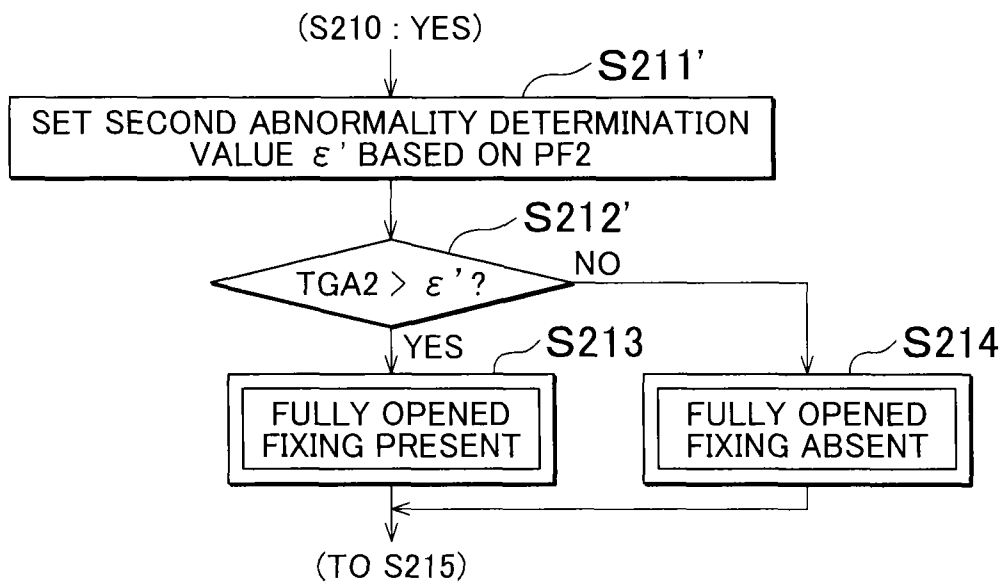 (S210 : YES)
S211'
SET SECOND ABNORMALITY DETERMINATION
VALUE ε' BASED ON PF2
S212'
TGA2 > ε'?
NO
YES
S213
S214
FULLY OPENED
FIXING PRESENT
FULLY OPENED
FIXING ABSENT
(TO S215)